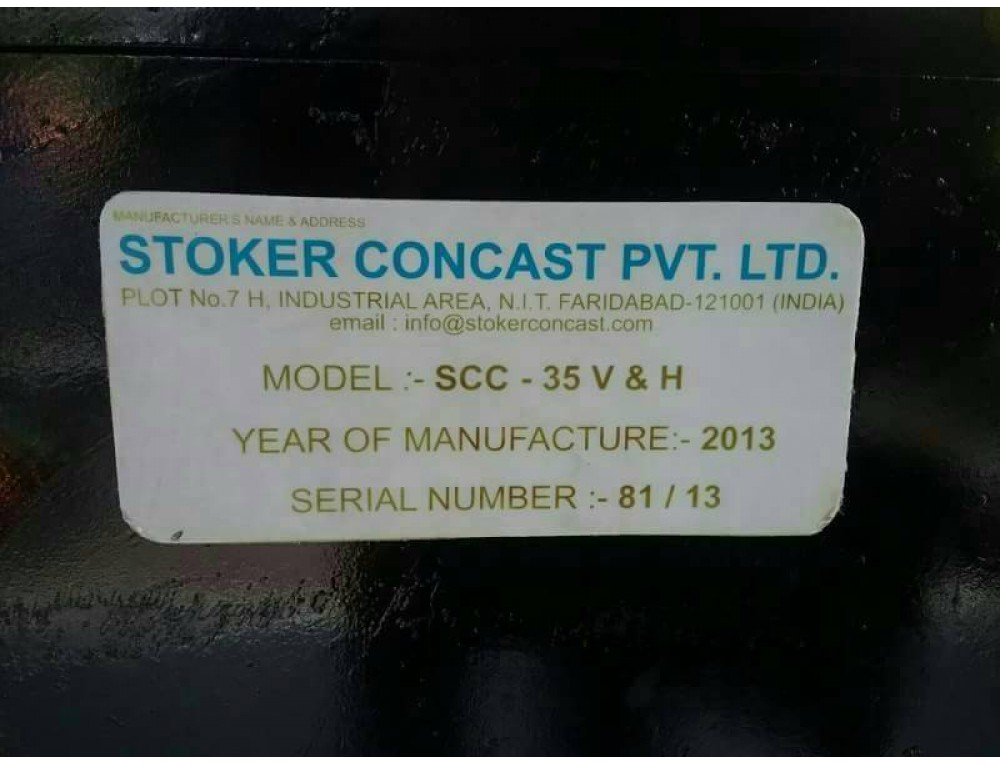 MANUFACTURER'S NAME & ADDRESS
STOKER CONCAST PVT. LTD.
PLOT No.7 H, INDUSTRIAL AREA, N.I.T. FARIDABAD-121001 (INDIA)
email : info@stokerconcast.com
MODEL :- SCC - 35 V & H
YEAR OF MANUFACTURE:- 2013
SERIAL NUMBER :- 81 / 13